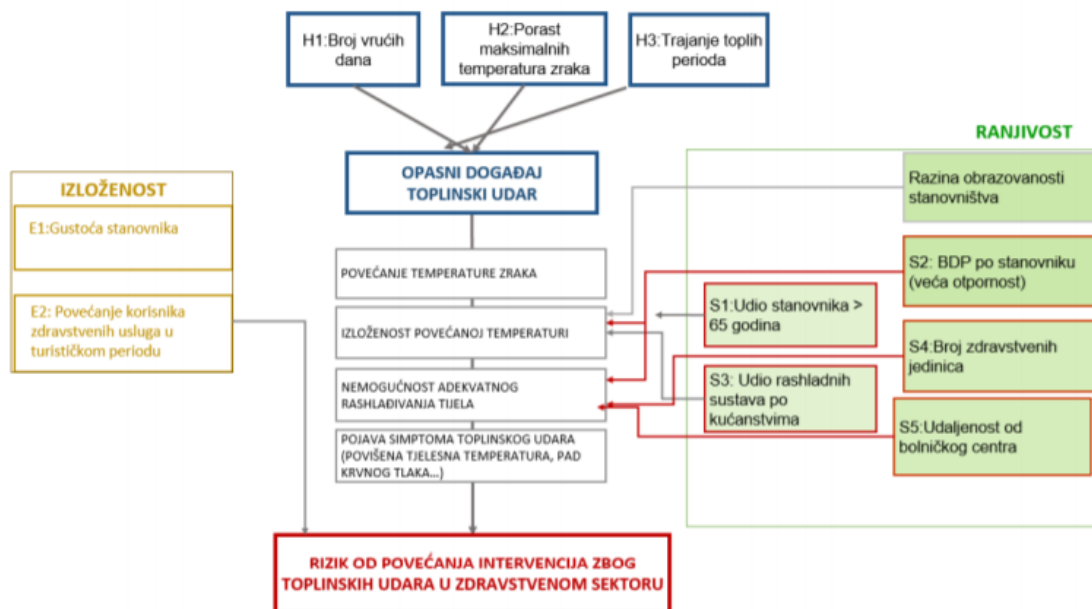 H1:Broj vrućih
dana
H2:Porast
maksimalnih
temperatura zraka
H3:Trajanje toplih
perioda
OPASNI DOGAĐAJ
TOPLINSKI UDAR
IZLOŽENOST
E1:Gustoća stanovnika
E2: Povećanje korisnika
zdravstvenih usluga u
turističkom periodu
POVEĆANJE TEMPERATURE ZRAKA
IZLOŽENOST POVEĆANOJ TEMPERATURI
NEMOGUĆNOST ADEKVATNOG
RASHLAĐIVANJA TIJELA
POJAVA SIMPTOMA TOPLINSKOG UDARA
(POVIŠENA TJELESNA TEMPERATURA, PAD
KRVNOG TLAKA...)
RANJIVOST
Razina obrazovanosti
stanovništva
S2: BDP po stanovniku
(veća otpornost)
S1:Udio stanovnika >
65 godina
S4:Broj zdravstvenih
jedinica
S3: Udio rashladnih
sustava po
kućanstvima
S5:Udaljenost od
bolničkog centra
RIZIK OD POVEĆANJA INTERVENCIJA ZBOG
TOPLINSKIH UDARA U ZDRAVSTVENOM SEKTORU